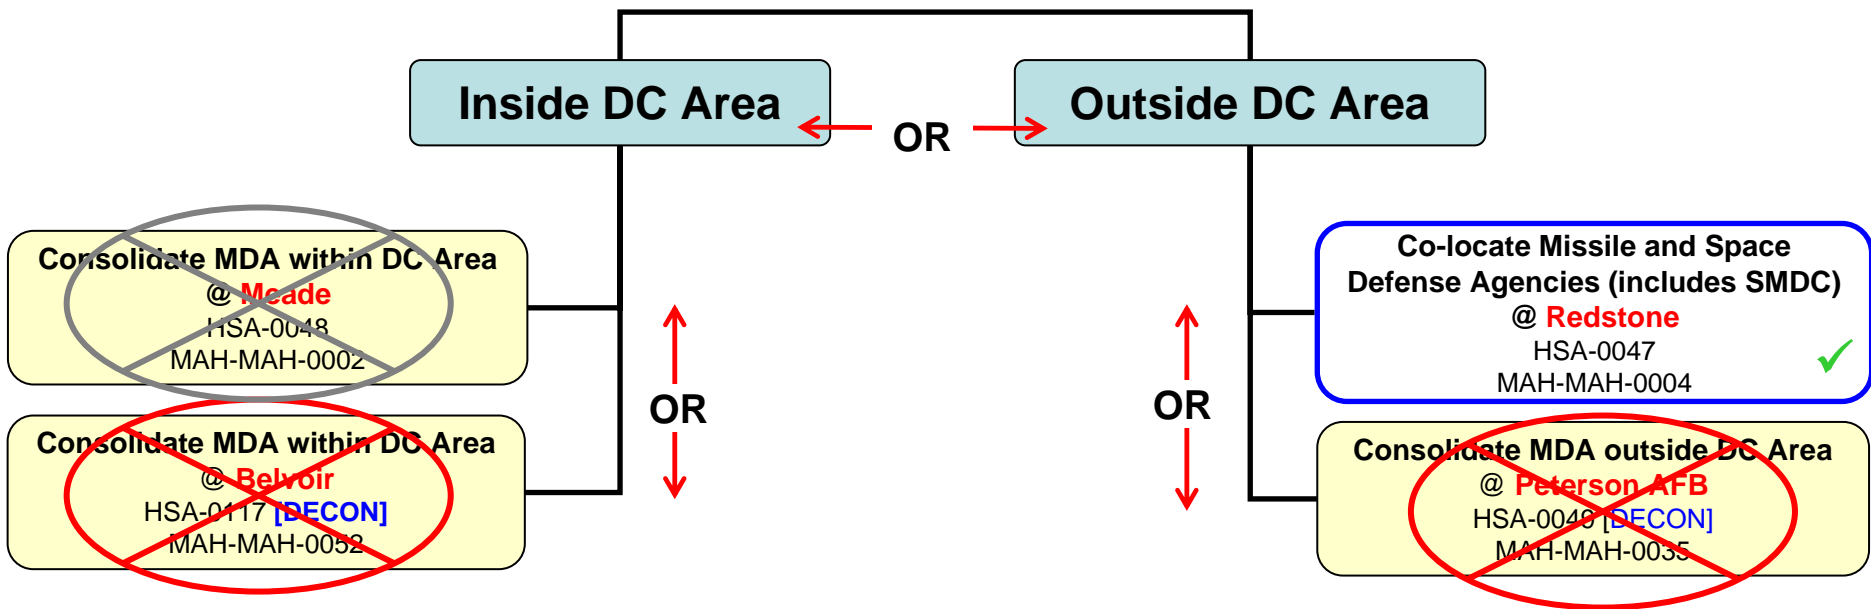 Inside DC Area
OR
Outside DC Area
Consolidate MDA within DC Area
@ Meade
HSA-0048
MAH-MAH-0002
Consolidate MDA within DC Area
@ Belvoir
HSA-0117 [DECON]
MAH-MAH-0052
OR
OR
Co-locate Missile and Space
Defense Agencies (includes SMDC)
@ Redstone
HSA-0047
MAH-MAH-0004
Consolidate MDA outside DC Area
@ Peterson AFB
HSA-0049 [DECON]
MAH-MAH-0035